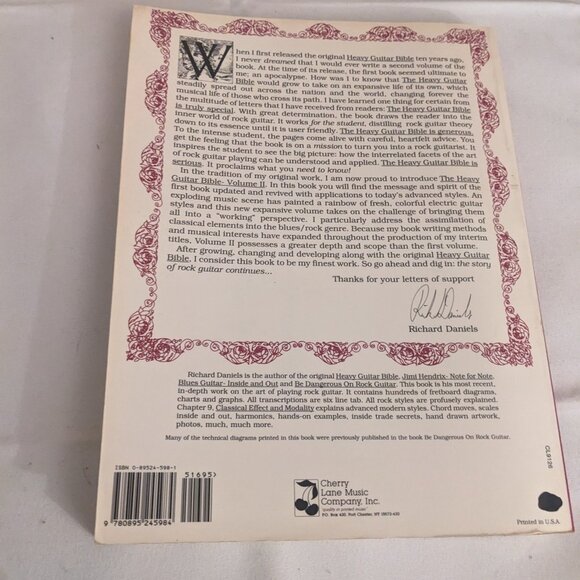 When I first released the original Heavy Guitar Bible ten years ago,
I never dreamed that I would ever write a second volume of the
book. At the time of its release, the first book seemed ultimate to
me; an apocalypse. How was I to know that The Heavy Guitar
Bible would grow to take on an expansive life of its own, which
steadily spread out across the nation and the world, changing forever the
musical life of those who cross its path. I have learned one thing for certain from
the multitude of letters that I have received from readers: The Heavy Guitar Bible
is truly special. With great determination, the book draws the reader into the
inner world of rock guitar. It works for the student, distilling rock guitar theory
down to its essence until it is user friendly. The Heavy Guitar Bible is generous.
To the intense student, the pages come alive with careful, heartfelt advice. You
get the feeling that the book is on a mission to turn you into a rock guitarist. It
inspires the student to see the big picture: how the interrelated facets of the art
of rock guitar playing can be understood and applied. The Heavy Guitar Bible is
serious. It proclaims what you need to know!
In the tradition of my original work, I am now proud to introduce The Heavy
Guitar Bible- Volume II. In this book you will find the message and spirit of the
first book updated and revived with applications to today's advanced styles. An
exploding music scene has painted a rainbow of fresh, colorful electric guitar
styles and this new expansive volume takes on the challenge of bringing them
all into a "working" perspective. I particularly address the assimilation of
classical elements into the blues/rock genre. Because my book writing methods
and musical interests have expanded throughout the production of my interim
titles, Volume II possesses a greater depth and scope than the first volume.
After growing, changing and developing along with the original Heavy Guitar
Bible, I consider this book to be my finest work. So go ahead and dig in: the story
of rock guitar continues...
Thanks for your letters of support
Richard Daniels
Richard Daniels
Richard Daniels is the author of the original Heavy Guitar Bible, Jimi Hendrix- Note for Note,
Blues Guitar- Inside and Out and Be Dangerous On Rock Guitar. This book is his most recent,
in-depth work on the art of playing rock guitar. It contains hundreds of fretboard diagrams,
charts and graphs. All transcriptions are six line tab. All rock styles are profusely explained.
Chapter 9, Classical Effect and Modality explains advanced modern styles. Chord moves, scales
inside and out, harmonics, hands-on examples, inside trade secrets, hand drawn artwork,
photos, much, much more.
Many of the technical diagrams printed in this book were previously published in the book Be Dangerous On Rock Guitar.
CL9126
ISBN 0-89524-598-1
51695>
9 780895 245984
Cherry
Lane Music
Company, Inc.
"quality in printed music"
P.O. Box 430, Port Chester, NY 10573-430
Printed in U.S.A.